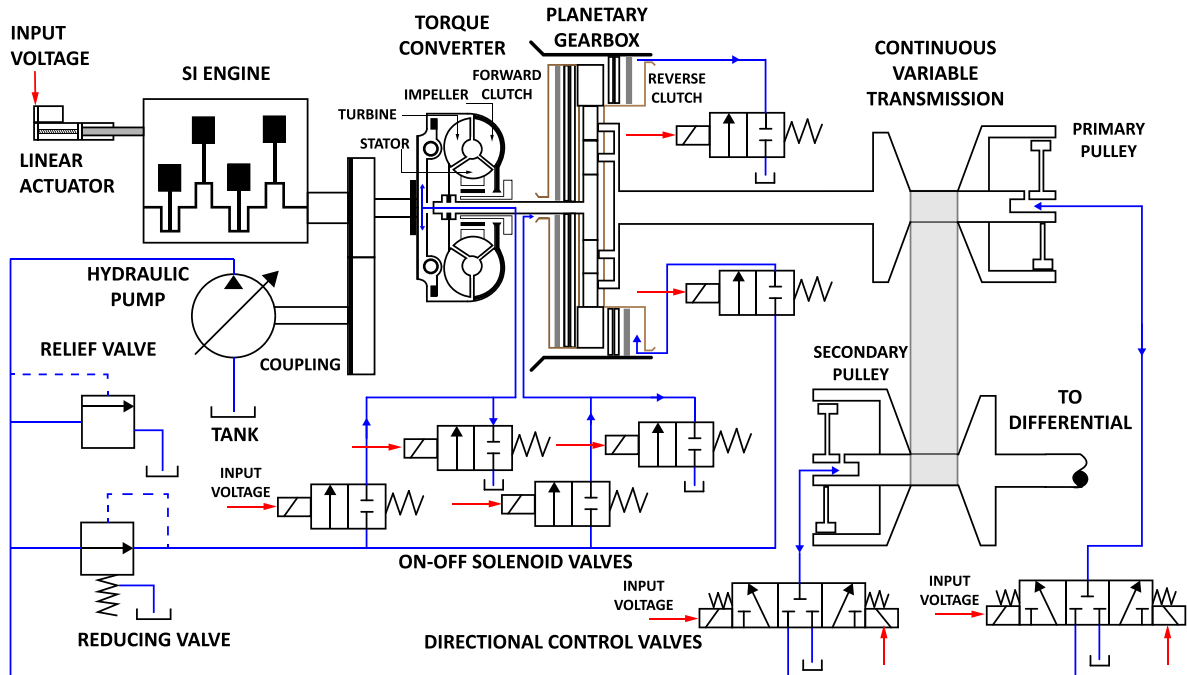 INPUT
VOLTAGE
SI ENGINE
LINEAR
ACTUATOR
TORQUE
CONVERTER
FORWARD
CLUTCH
IMPELLER
TURBINE
STATOR
PLANETARY
GEARBOX
REVERSE
CLUTCH
CONTINUOUS
VARIABLE
TRANSMISSION
PRIMARY
PULLEY
HYDRAULIC
PUMP
COUPLING
RELIEF VALVE
TANK
SECONDARY
PULLEY
TO
DIFFERENTIAL
INPUT
VOLTAGE
ON-OFF SOLENOID VALVES
REDUCING VALVE
DIRECTIONAL CONTROL VALVES
INPUT
VOLTAGE
INPUT
VOLTAGE